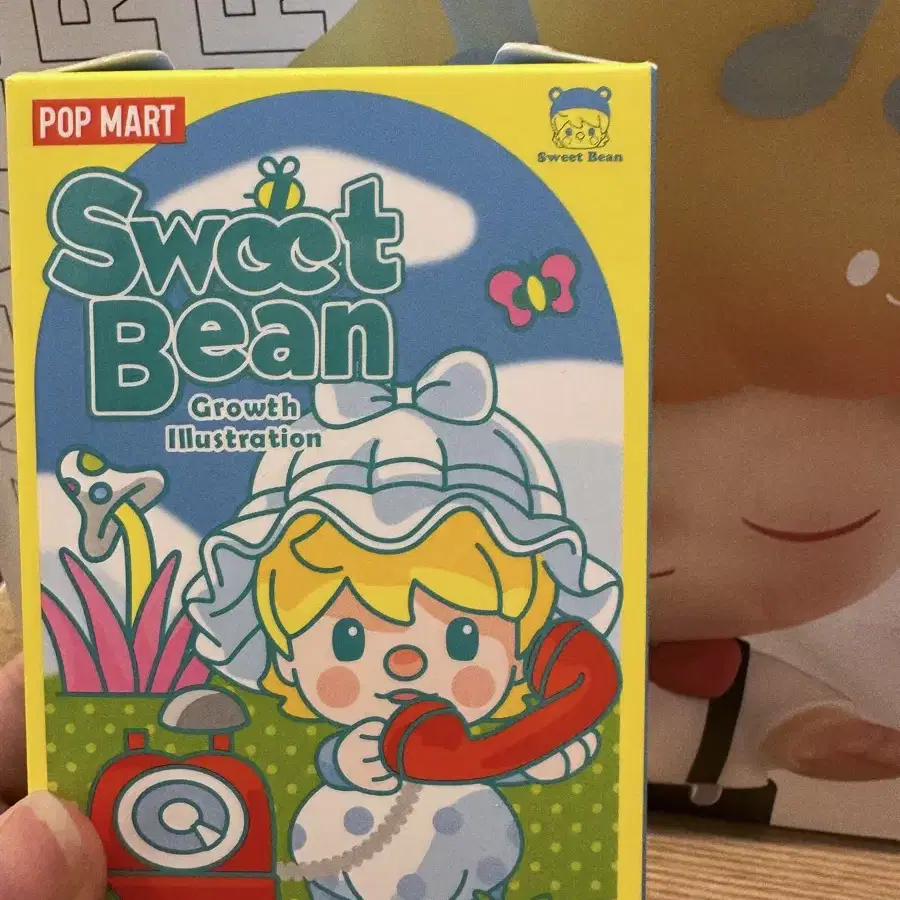 POP MART
Sweet Bean
Sweet
Bean
Growth
Illustration